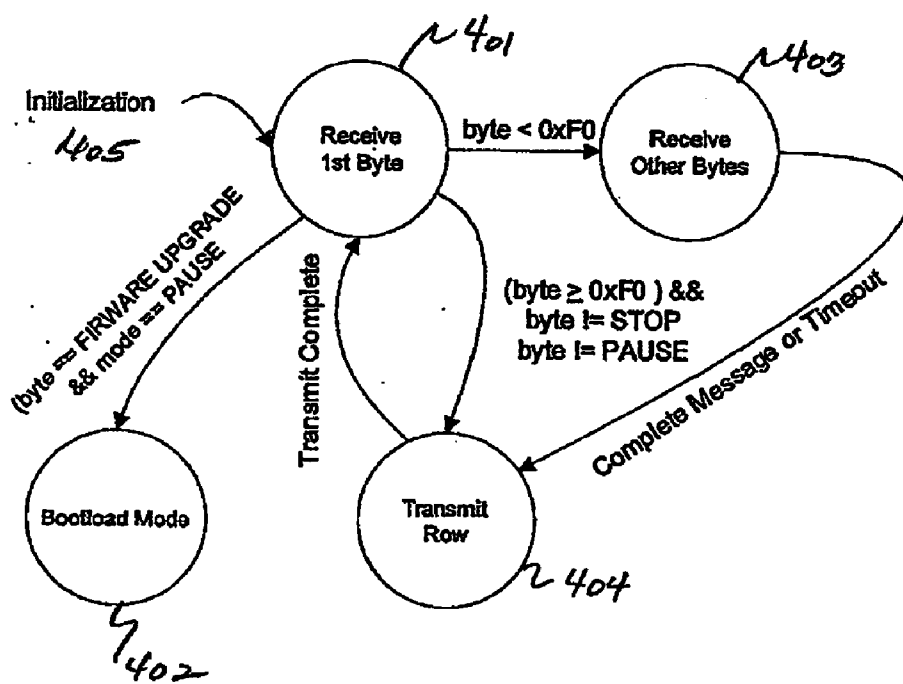 401
403
Initialization
405
Receive
1st Byte
byte < 0xF0
Receive
Other Bytes
(byte == FIRWARE UPGRADE
&& mode == PAUSE
Transmit Complete
(byte ≥ 0xF0 ) &&
byte != STOP
byte != PAUSE
Complete Message or Timeout
Bootload Mode
Transmit
Row
404
402